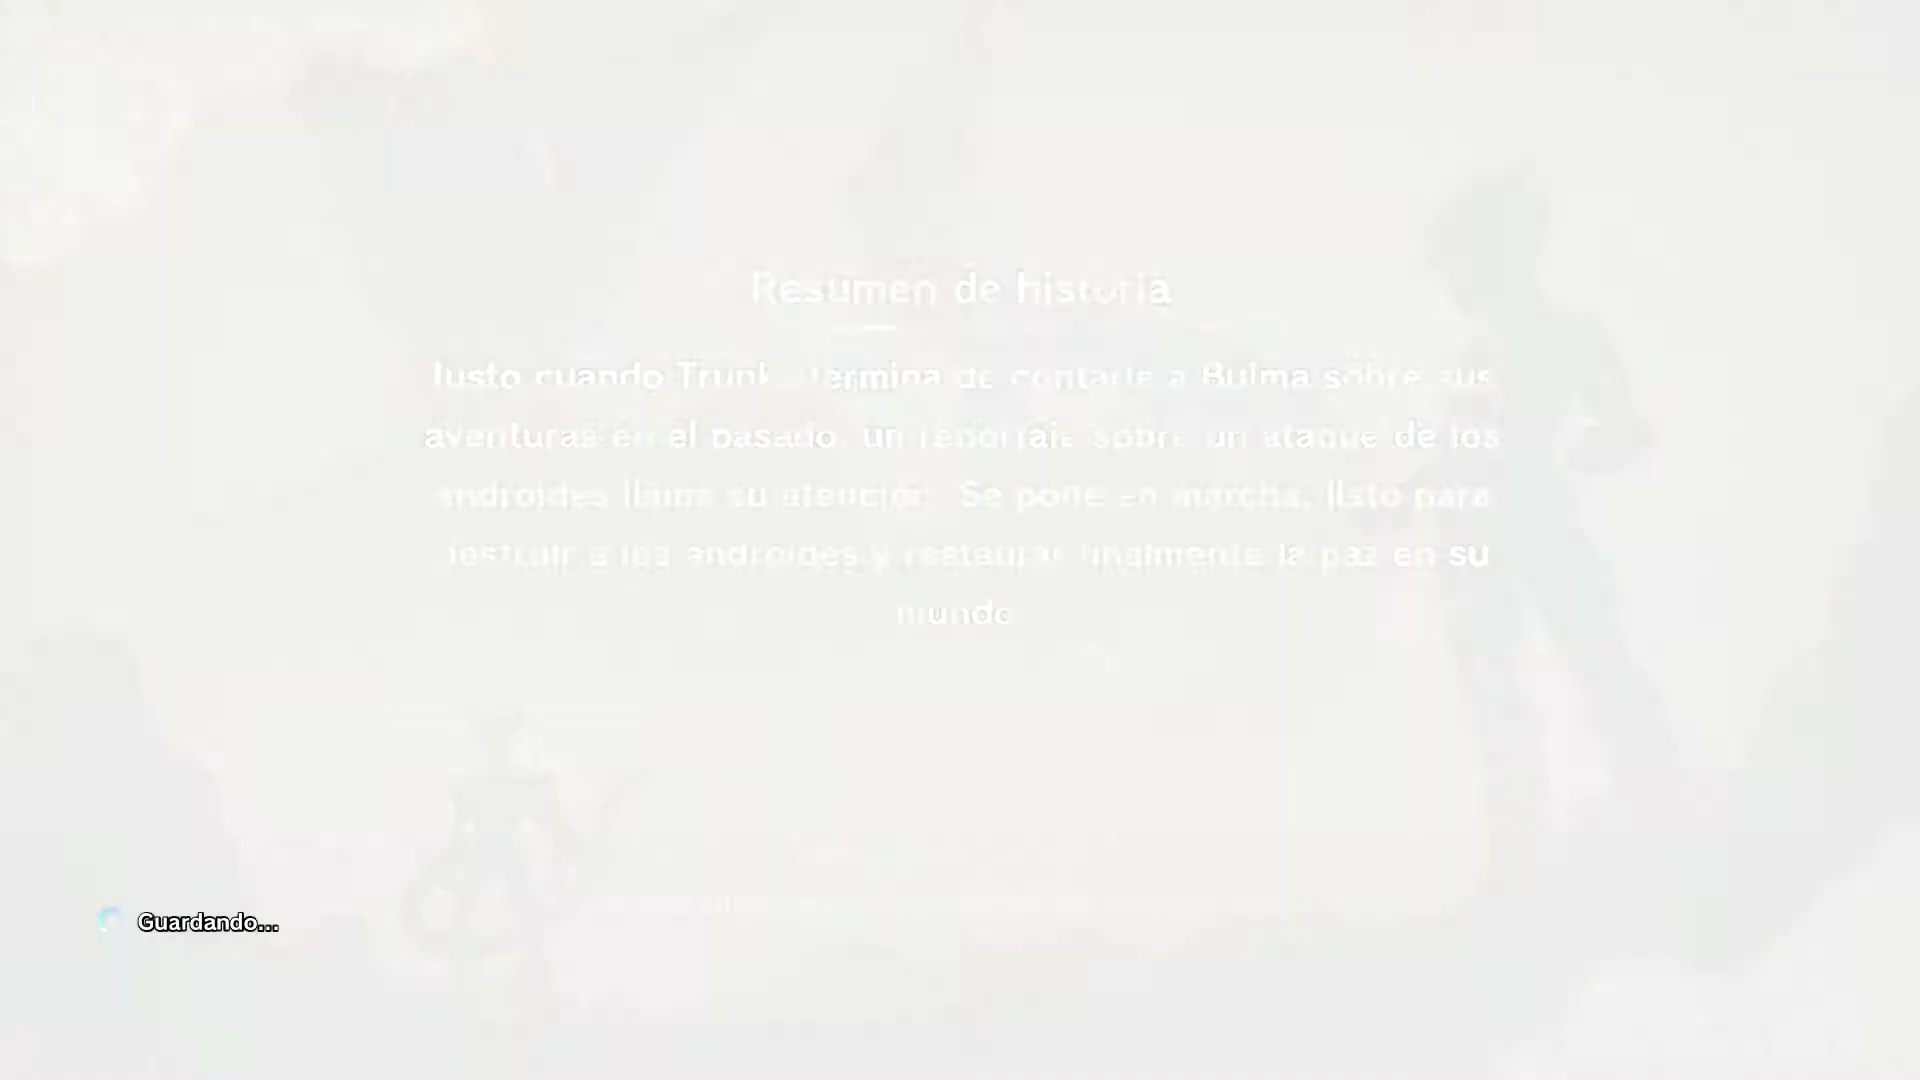 Resumen de historia
Justo cuando Trunks termina de contarle a Bulma sobre sus
aventuras en el pasado, un reportaje sobre un ataque de los
androides llama su atención. Se pone en marcha, listo para
destruir a los androides y restaurar finalmente la paz en su
mundo.
Guardando...